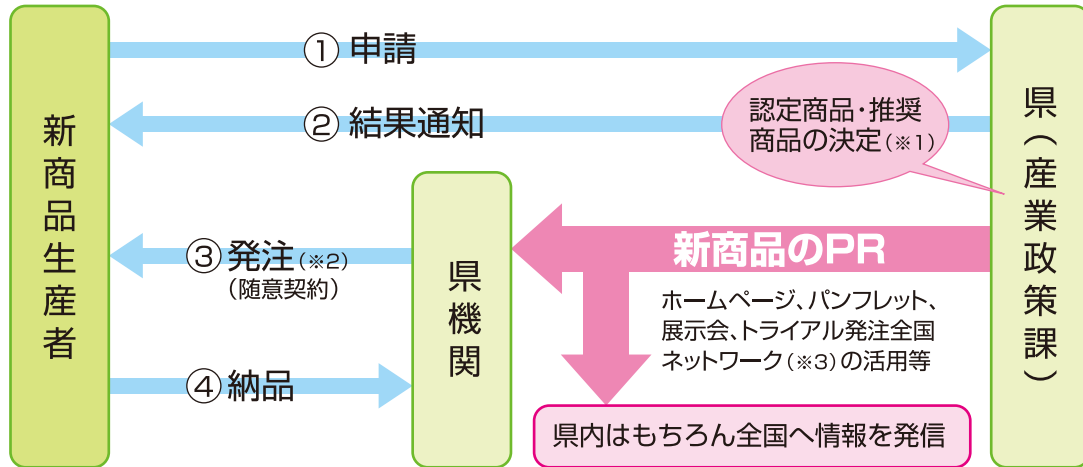 新商品生産者
①申請
②結果通知
認定商品・推奨
商品の決定(※1)
県(産業政策課)
③発注(※2)
(随意契約)
県機関
新商品のPR
ホームページ、パンフレット、
展示会、トライアル発注全国
ネットワーク(※3)の活用等
④納品
県内はもちろん全国へ情報を発信